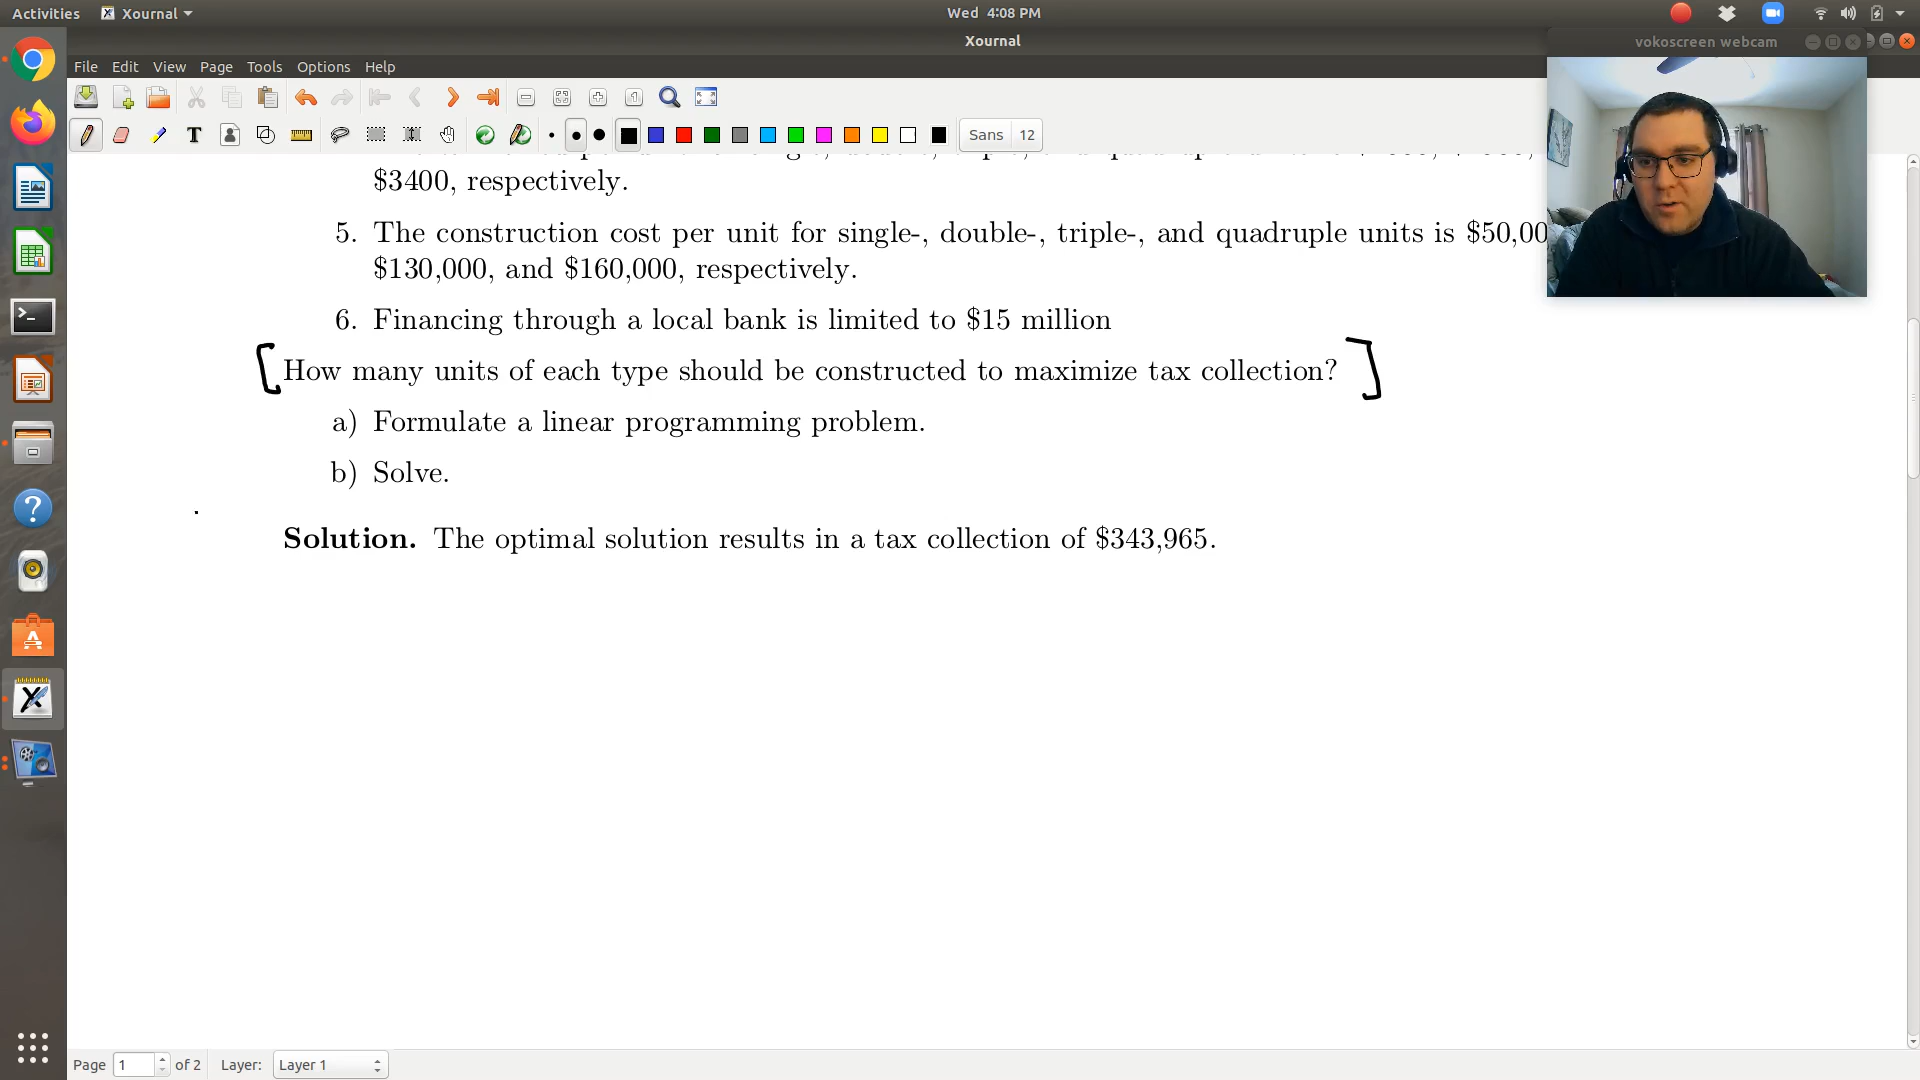 Activities Xournal Wed 4:08 PM
Xournal
vokoscreen webcam
File Edit View Page Tools Options Help
Sans 12
$3400, respectively.
5. The construction cost per unit for single-, double-, triple-, and quadruple units is $50,00
$130,000, and $160,000, respectively.
6. Financing through a local bank is limited to $15 million
[How many units of each type should be constructed to maximize tax collection?]
a) Formulate a linear programming problem.
b) Solve.
Solution. The optimal solution results in a tax collection of $343,965.
Page 1 of 2 Layer: Layer 1